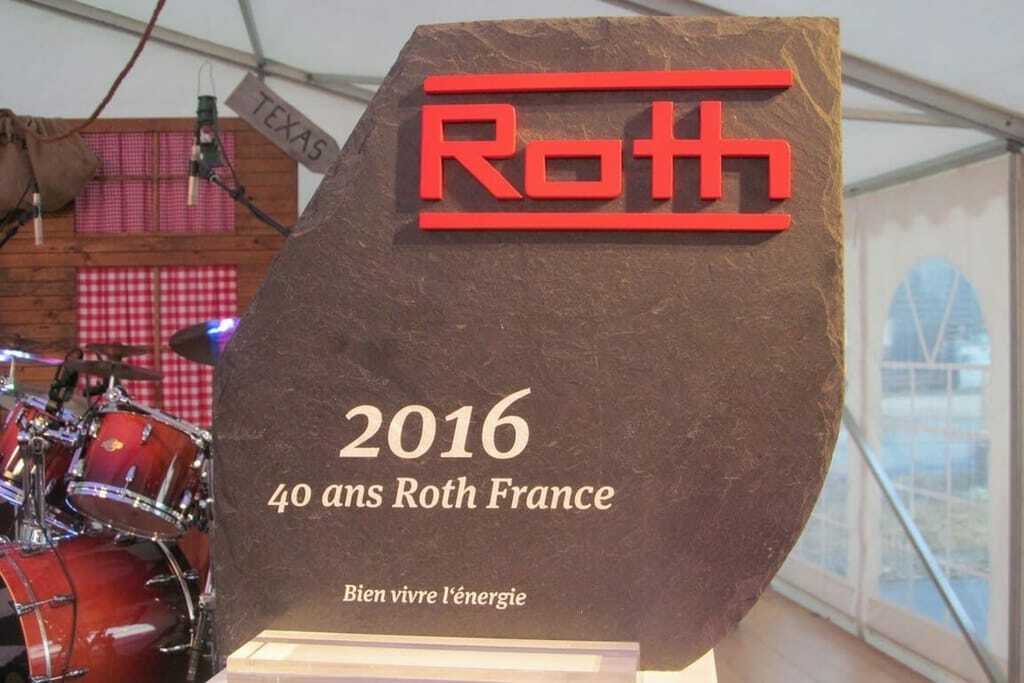 TEXAS
Roth
2016
40 ans Roth France
Bien vivre l‘énergie